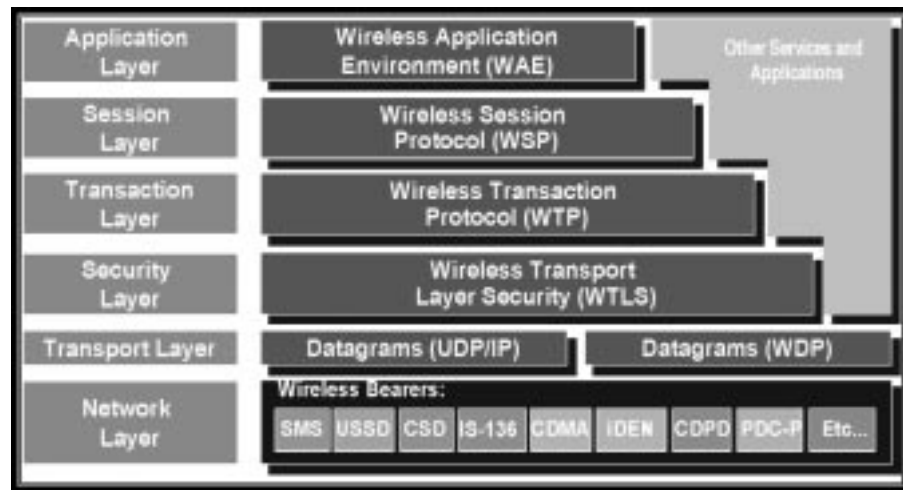 Application
Layer
Wireless Application
Environment (WAE)
Other Services and
Applications
Session
Layer
Wireless Session
Protocol (WSP)
Transaction
Layer
Wireless Transaction
Protocol (WTP)
Security
Layer
Wireless Transport
Layer Security (WTLS)
Transport Layer
Datagrams (UDP/IP)
Datagrams (WDP)
Network
Layer
Wireless Bearers:
SMS USSD CSD IS-136 CDMA iDEN CDPD PDC-P Etc...